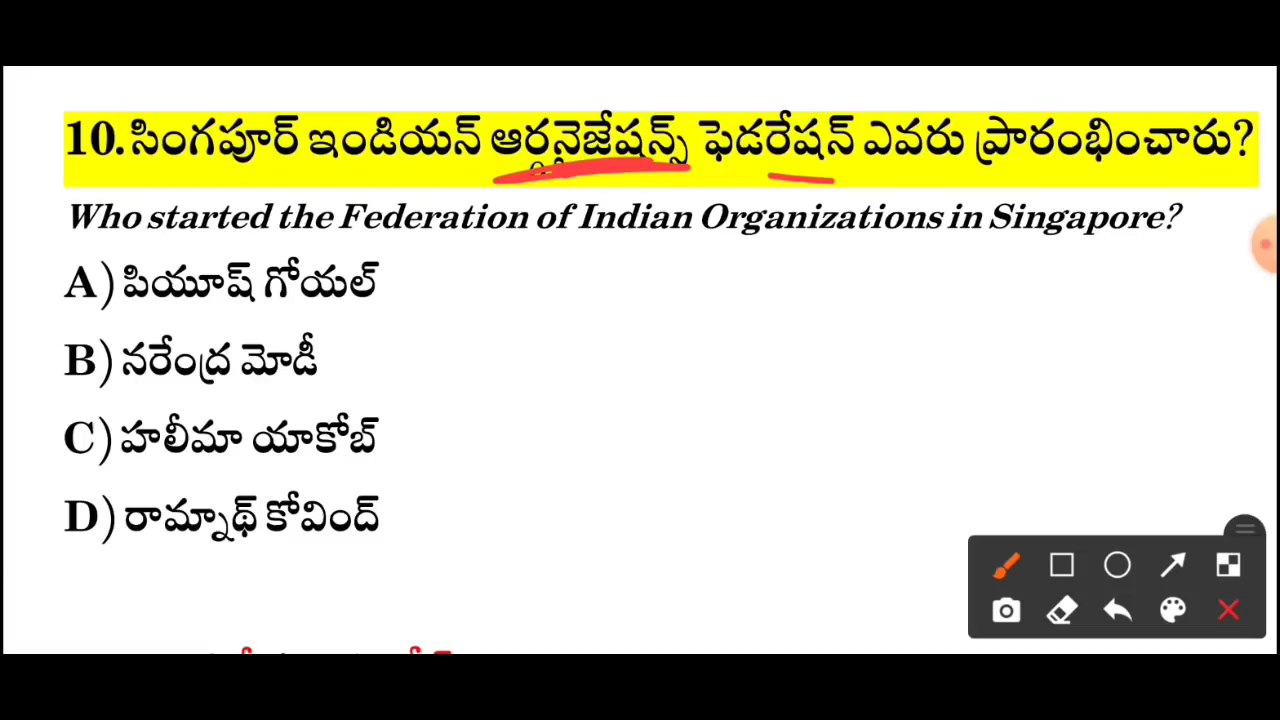 10.సింగపూర్ ఇండియన్ ఆర్గనైజేషన్స్ ఫెడరేషన్ ఎవరు ప్రారంభించారు?
Who started the Federation of Indian Organizations in Singapore?
A) పియూష్ గోయల్
B) నరేంద్ర మోడీ
C) హలీమా యాకోబ్
D) రామ్నాథ్ కోవింద్